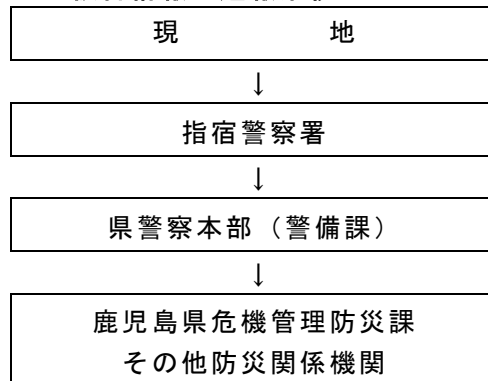 現 地
↓
指宿警察署
↓
県警察本部（警備課）
↓
鹿児島県危機管理防災課
その他防災関係機関